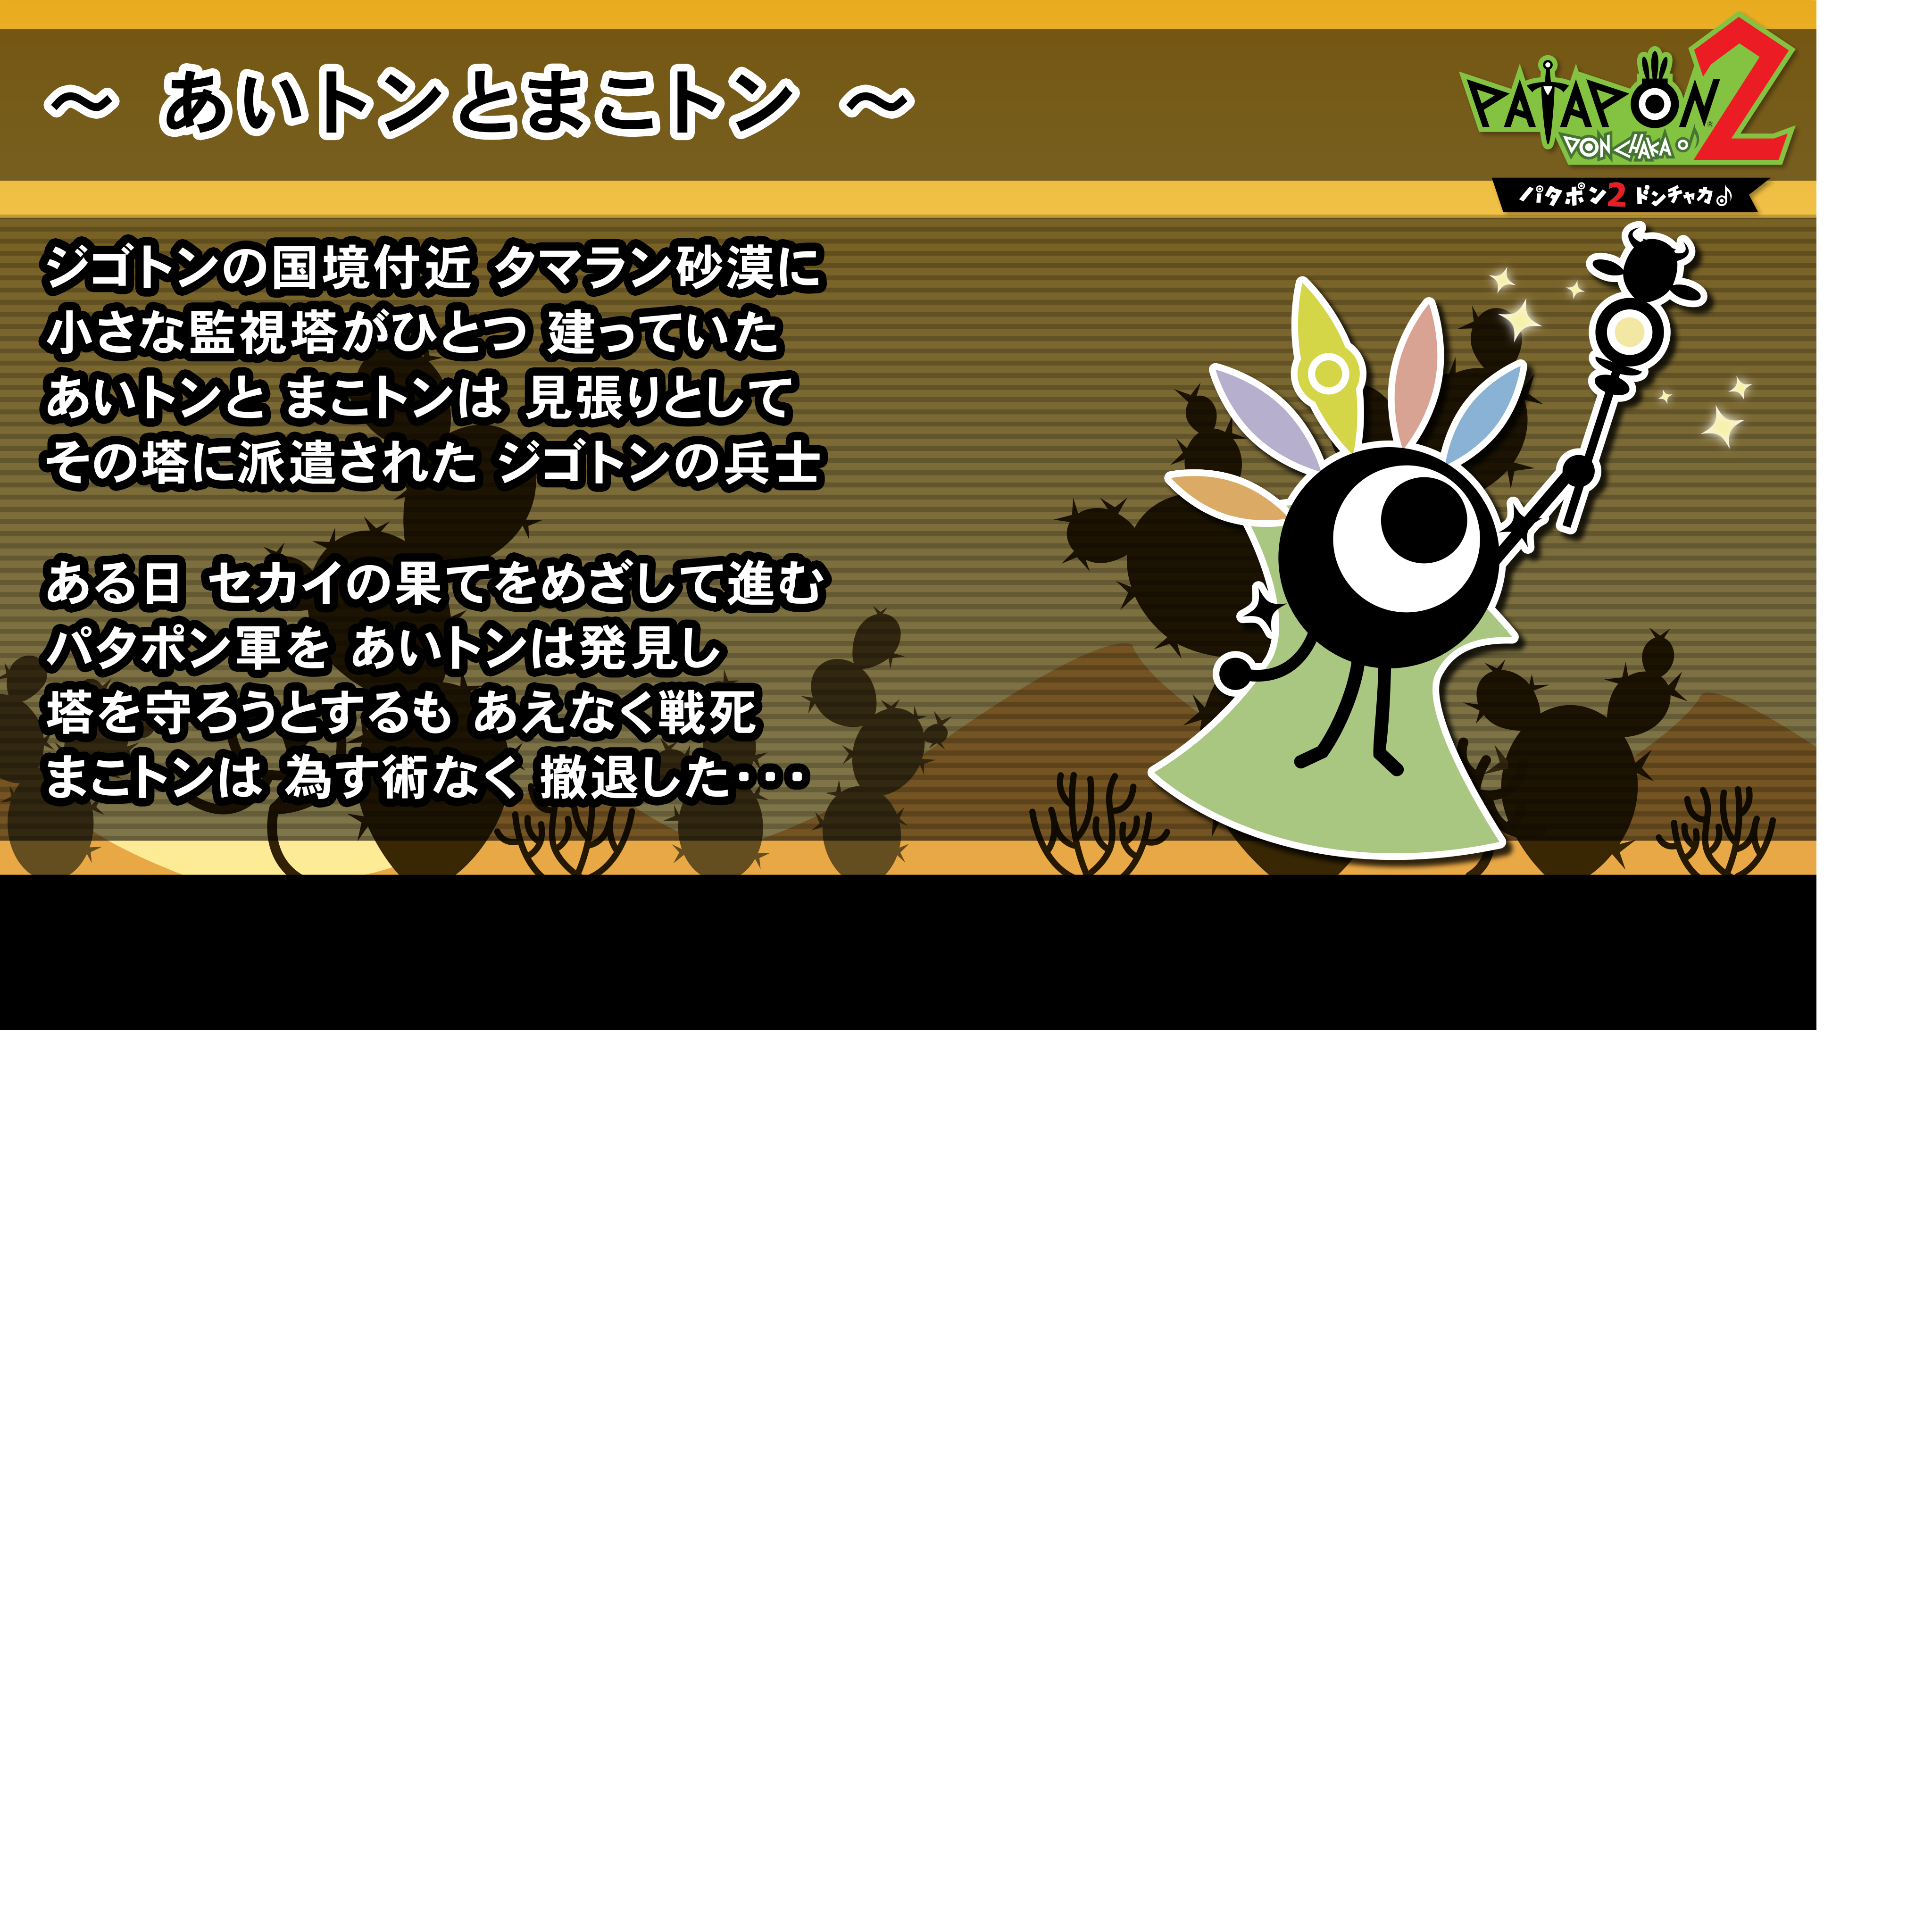 ～ あいトンとまこトン ～
PATAPON2
DON CHAKA♪
パタポン2 ドンチャカ♪
ジゴトンの国境付近 タマラン砂漠に
小さな監視塔がひとつ 建っていた
あいトンと まこトンは 見張りとして
その塔に派遣された ジゴトンの兵士
ある日 セカイの果てをめざして進む
パタポン軍を あいトンは発見し
塔を守ろうとするも あえなく戦死
まこトンは 為す術なく 撤退した･･･